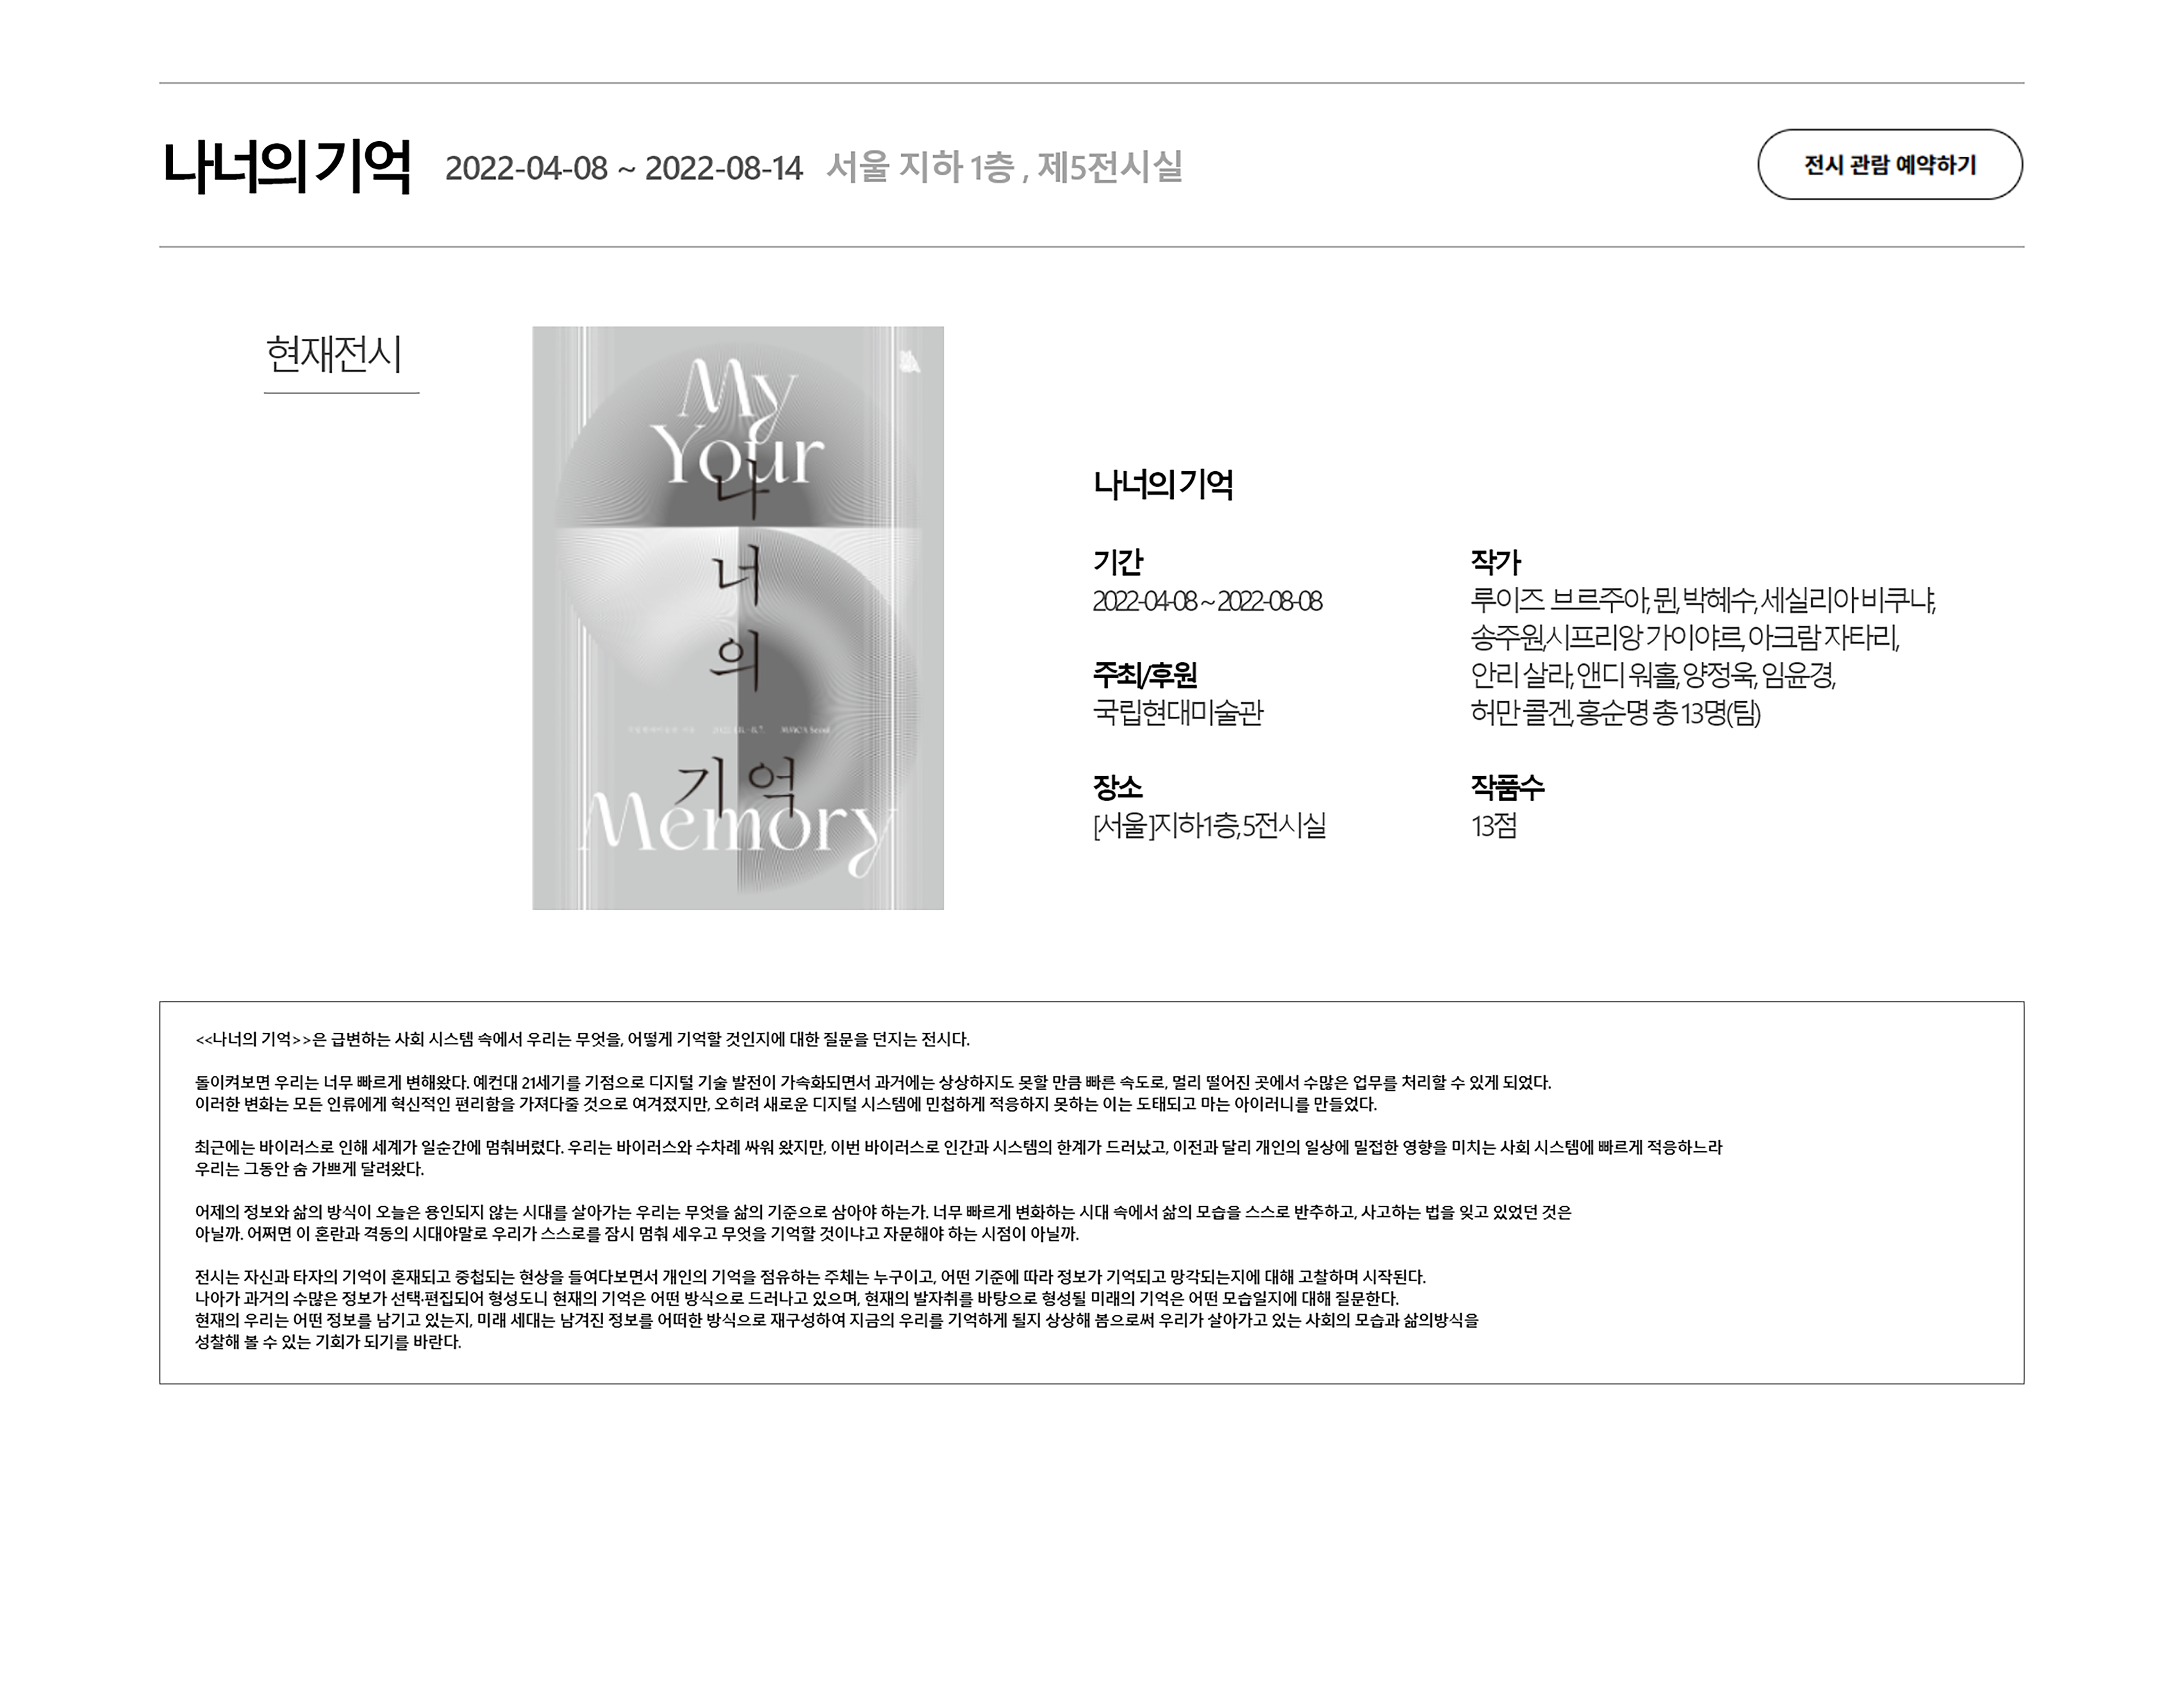 나너의 기억 2022-04-08 ~ 2022-08-14 서울 지하 1층 , 제5전시실
전시 관람 예약하기
현재전시
My
Your
나
너
의
기억
Memory
나너의 기억
기간
2022-04-08 ~ 2022-08-08
주최/후원
국립현대미술관
장소
[서울]지하1층,5전시실
작가
루이즈 브르주아, 뮌, 박혜수, 세실리아 비쿠냐,
송주원,시프리앙 가이야르, 아크람 자타리,
안리 살라, 앤디 워홀, 양정욱, 임윤경,
허만 콜겐, 홍순명 총 13명(팀)
작품수
13점
<<나너의 기억>>은 급변하는 사회 시스템 속에서 우리는 무엇을, 어떻게 기억할 것인지에 대한 질문을 던지는 전시다.
돌이켜보면 우리는 너무 빠르게 변해왔다. 예컨대 21세기를 기점으로 디지털 기술 발전이 가속화되면서 과거에는 상상하지도 못할 만큼 빠른 속도로, 멀리 떨어진 곳에서 수많은 업무를 처리할 수 있게 되었다.
이러한 변화는 모든 인류에게 혁신적인 편리함을 가져다줄 것으로 여겨졌지만, 오히려 새로운 디지털 시스템에 민첩하게 적응하지 못하는 이는 도태되고 마는 아이러니를 만들었다.
최근에는 바이러스로 인해 세계가 일순간에 멈춰버렸다. 우리는 바이러스와 수차례 싸워 왔지만, 이번 바이러스로 인간과 시스템의 한계가 드러났고, 이전과 달리 개인의 일상에 밀접한 영향을 미치는 사회 시스템에 빠르게 적응하느라
우리는 그동안 숨 가쁘게 달려왔다.
어제의 정보와 삶의 방식이 오늘은 용인되지 않는 시대를 살아가는 우리는 무엇을 삶의 기준으로 삼아야 하는가. 너무 빠르게 변화하는 시대 속에서 삶의 모습을 스스로 반추하고, 사고하는 법을 잊고 있었던 것은
아닐까. 어쩌면 이 혼란과 격동의 시대야말로 우리가 스스로를 잠시 멈춰 세우고 무엇을 기억할 것이냐고 자문해야 하는 시점이 아닐까.
전시는 자신과 타자의 기억이 혼재되고 중첩되는 현상을 들여다보면서 개인의 기억을 점유하는 주체는 누구이고, 어떤 기준에 따라 정보가 기억되고 망각되는지에 대해 고찰하며 시작된다.
나아가 과거의 수많은 정보가 선택·편집되어 형성도니 현재의 기억은 어떤 방식으로 드러나고 있으며, 현재의 발자취를 바탕으로 형성될 미래의 기억은 어떤 모습일지에 대해 질문한다.
현재의 우리는 어떤 정보를 남기고 있는지, 미래 세대는 남겨진 정보를 어떠한 방식으로 재구성하여 지금의 우리를 기억하게 될지 상상해 봄으로써 우리가 살아가고 있는 사회의 모습과 삶의방식을
성찰해 볼 수 있는 기회가 되기를 바란다.